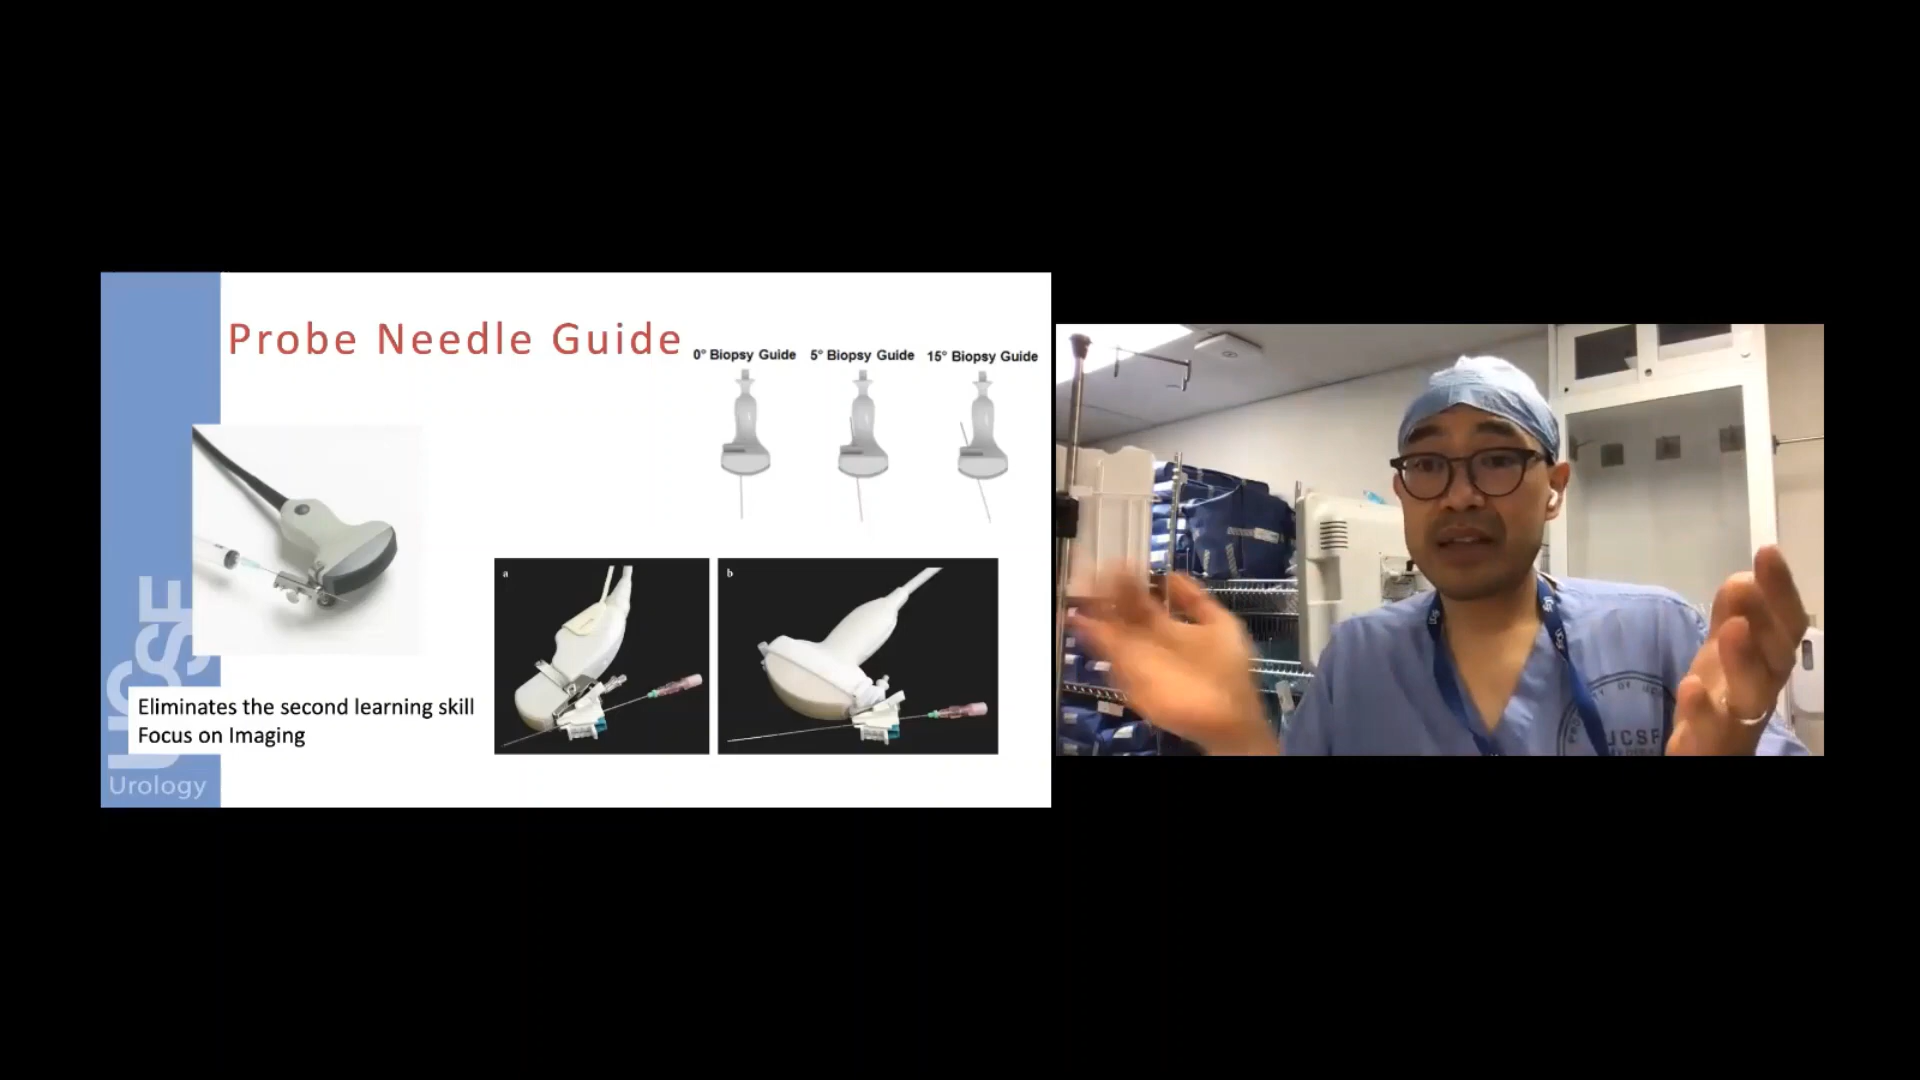 Probe Needle Guide
0° Biopsy Guide 5° Biopsy Guide 15° Biopsy Guide
a
b
Eliminates the second learning skill
Focus on Imaging
UCSF
Urology
UCSF